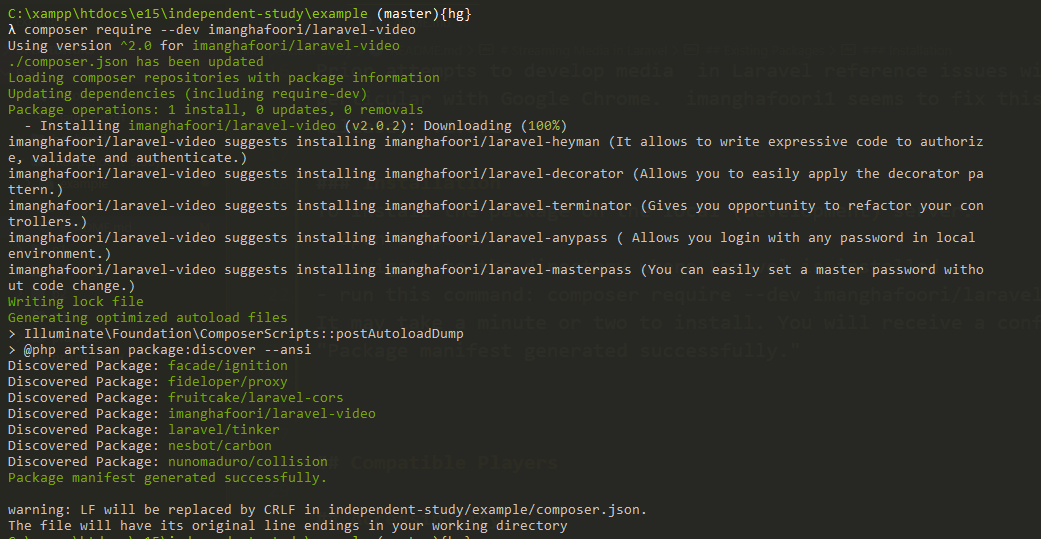 C:\xampp\htdocs\e15\independent-study\example (master){hg}
λ composer require --dev imanghafoori/laravel-video
Using version ^2.0 for imanghafoori/laravel-video
./composer.json has been updated
Loading composer repositories with package information
Updating dependencies (including require-dev)
Package operations: 1 install, 0 updates, 0 removals
  - Installing imanghafoori/laravel-video (v2.0.2): Downloading (100%)
imanghafoori/laravel-video suggests installing imanghafoori/laravel-heyman (It allows to write expressive code to authoriz
e, validate and authenticate.)
imanghafoori/laravel-video suggests installing imanghafoori/laravel-decorator (Allows you to easily apply the decorator pa
ttern.)
imanghafoori/laravel-video suggests installing imanghafoori/laravel-terminator (Gives you opportunity to refactor your con
trollers.)
imanghafoori/laravel-video suggests installing imanghafoori/laravel-anypass ( Allows you login with any password in local
environment.)
imanghafoori/laravel-video suggests installing imanghafoori/laravel-masterpass (You can easily set a master password witho
ut code change.)
Writing lock file
Generating optimized autoload files
> Illuminate\Foundation\ComposerScripts::postAutoloadDump
> @php artisan package:discover --ansi
Discovered Package: facade/ignition
Discovered Package: fideloper/proxy
Discovered Package: fruitcake/laravel-cors
Discovered Package: imanghafoori/laravel-video
Discovered Package: laravel/tinker
Discovered Package: nesbot/carbon
Discovered Package: nunomaduro/collision
Compatible Players
Package manifest generated successfully.
warning: LF will be replaced by CRLF in independent-study/example/composer.json.
The file will have its original line endings in your working directory